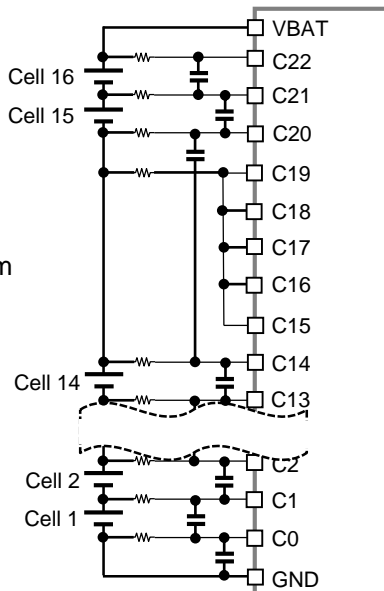 VBAT
C22
Cell 16
C21
Cell 15
C20
C19
C18
C17
m
C16
C15
C14
Cell 14
C13
C2
Cell 2
C1
Cell 1
C0
GND